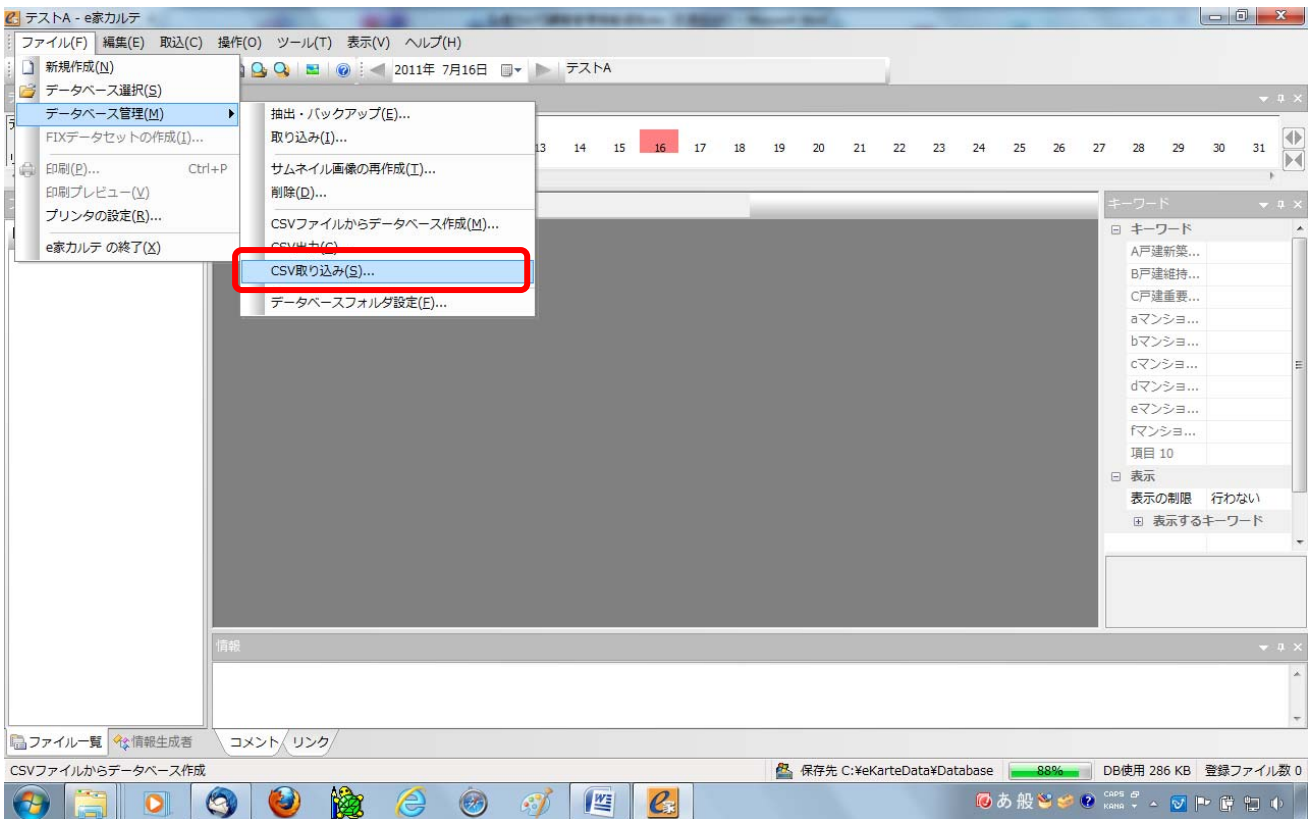 テストA - e家カルテ
ファイル(F) 編集(E) 取込(C) 操作(O) ツール(T) 表示(V) ヘルプ(H)
新規作成(N)
2011年 7月16日 テストA
データベース選択(S)
データベース管理(M)
抽出・バックアップ(E)...
FIXデータセットの作成(I)...
取り込み(I)...
13 14 15 16 17 18 19 20 21 22 23 24 25 26 27 28 29 30 31
印刷(P)... Ctrl+P
サムネイル画像の再作成(T)...
印刷プレビュー(V)
削除(D)...
プリンタの設定(R)...
CSVファイルからデータベース作成(M)...
e家カルテ の終了(X)
CSV出力(C)
CSV取り込み(S)...
データベースフォルダ設定(F)...
キーワード
キーワード
A戸建新築...
B戸建維持...
C戸建重要...
aマンショ...
bマンショ...
cマンショ...
dマンショ...
eマンショ...
fマンショ...
項目 10
表示
表示の制限 行わない
表示するキーワード
情報
ファイル一覧 情報生成者 コメント リンク
CSVファイルからデータベース作成 保存先 C:¥eKarteData¥Database 88% DB使用 286 KB 登録ファイル数 0
あ 般 CAPS KANA